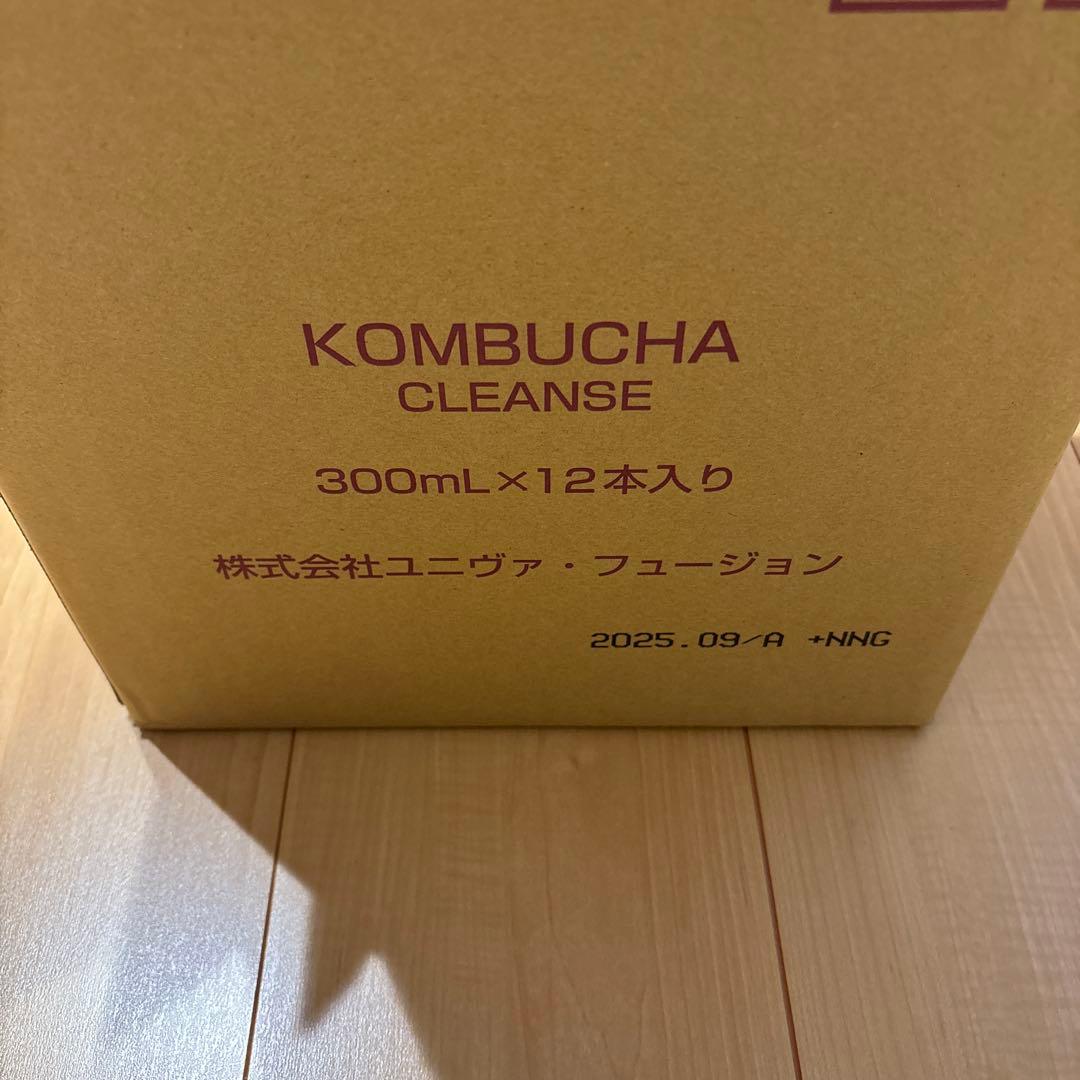 KOMBUCHA
CLEANSE
300mL×12本入り
株式会社ユニヴァ・フュージョン
2025.09/A +NNG